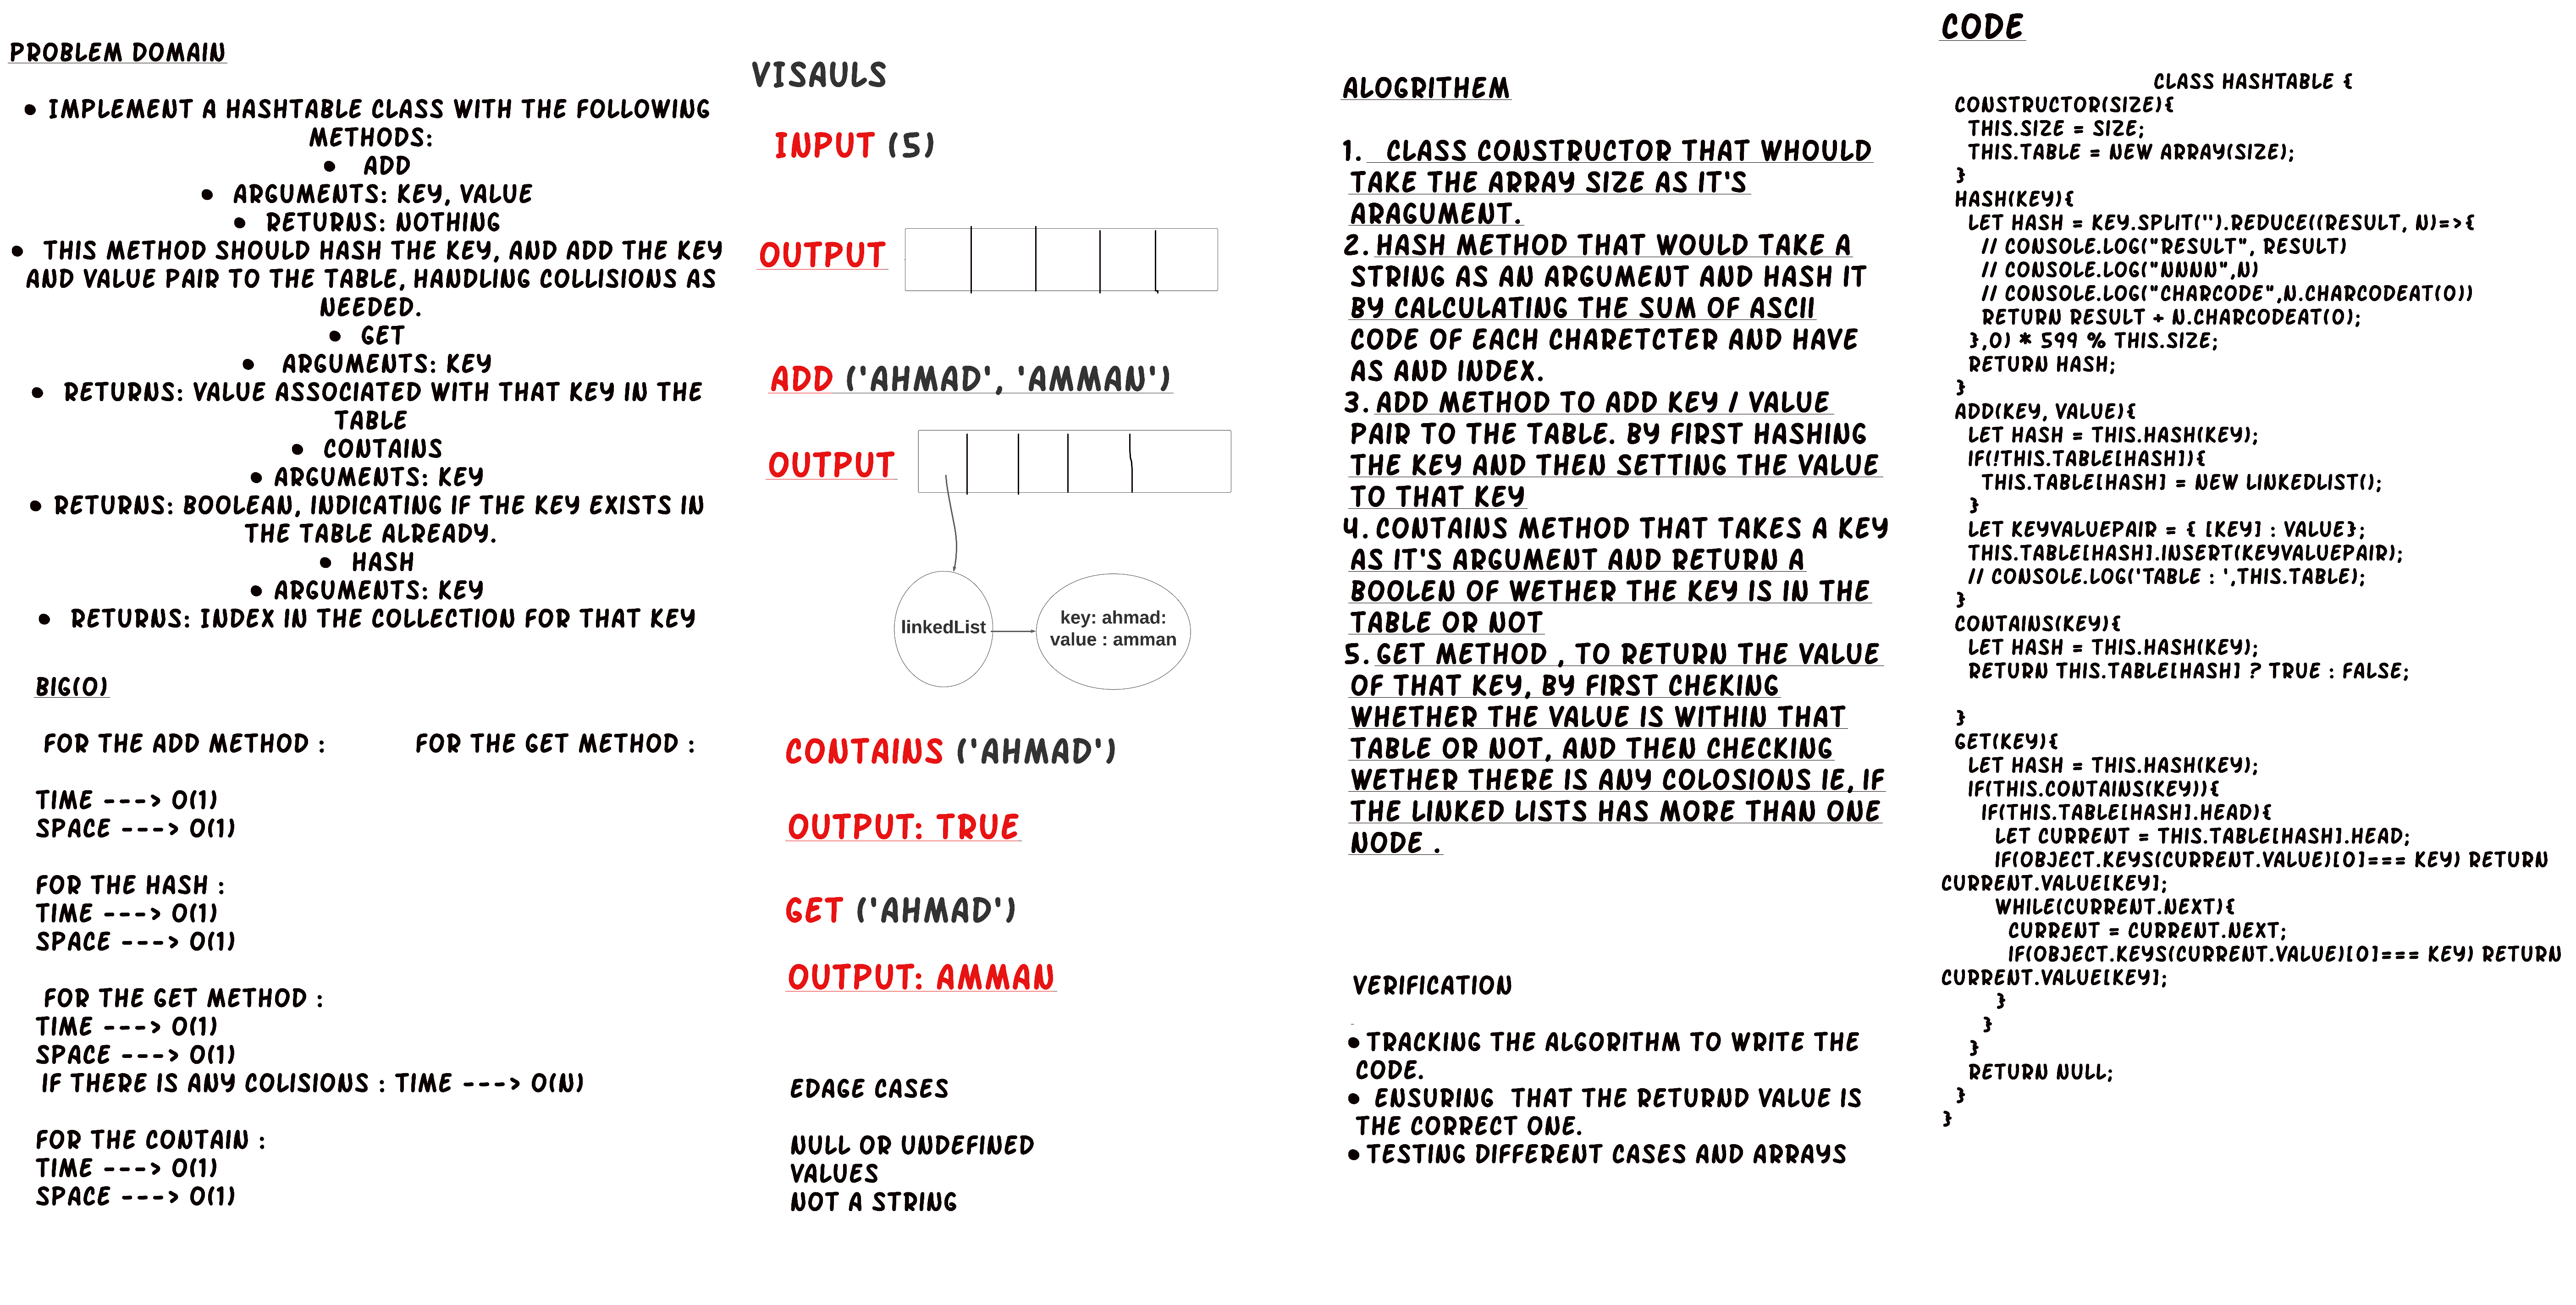 PROBLEM DOMAIN
• IMPLEMENT A HASHTABLE CLASS WITH THE FOLLOWING
METHODS:
• ADD
• ARGUMENTS: KEY, VALUE
• RETURNS: NOTHING
• THIS METHOD SHOULD HASH THE KEY, AND ADD THE KEY
AND VALUE PAIR TO THE TABLE, HANDLING COLLISIONS AS
NEEDED.
• GET
• ARGUMENTS: KEY
• RETURNS: VALUE ASSOCIATED WITH THAT KEY IN THE
TABLE
• CONTAINS
• ARGUMENTS: KEY
• RETURNS: BOOLEAN, INDICATING IF THE KEY EXISTS IN
THE TABLE ALREADY.
• HASH
• ARGUMENTS: KEY
• RETURNS: INDEX IN THE COLLECTION FOR THAT KEY
BIG(O)
FOR THE ADD METHOD : FOR THE GET METHOD :
TIME ---> O(1)
SPACE ---> O(1)
FOR THE HASH :
TIME ---> O(1)
SPACE ---> O(1)
FOR THE GET METHOD :
TIME ---> O(1)
SPACE ---> O(1)
IF THERE IS ANY COLISIONS : TIME ---> O(N)
FOR THE CONTAIN :
TIME ---> O(1)
SPACE ---> O(1)
VISAULS
INPUT (5)
OUTPUT
ADD ('AHMAD', 'AMMAN')
OUTPUT
linkedList
key: ahmad:
value : amman
CONTAINS ('AHMAD')
OUTPUT: TRUE
GET ('AHMAD')
OUTPUT: AMMAN
EDAGE CASES
NULL OR UNDEFINED
VALUES
NOT A STRING
ALOGRITHEM
1. CLASS CONSTRUCTOR THAT WHOULD
TAKE THE ARRAY SIZE AS IT'S
ARAGUMENT.
2. HASH METHOD THAT WOULD TAKE A
STRING AS AN ARGUMENT AND HASH IT
BY CALCULATING THE SUM OF ASCII
CODE OF EACH CHARETCTER AND HAVE
AS AND INDEX.
3. ADD METHOD TO ADD KEY / VALUE
PAIR TO THE TABLE. BY FIRST HASHING
THE KEY AND THEN SETTING THE VALUE
TO THAT KEY
4. CONTAINS METHOD THAT TAKES A KEY
AS IT'S ARGUMENT AND RETURN A
BOOLEN OF WETHER THE KEY IS IN THE
TABLE OR NOT
5. GET METHOD , TO RETURN THE VALUE
OF THAT KEY, BY FIRST CHEKING
WHETHER THE VALUE IS WITHIN THAT
TABLE OR NOT, AND THEN CHECKING
WETHER THERE IS ANY COLOSIONS IE, IF
THE LINKED LISTS HAS MORE THAN ONE
NODE .
VERIFICATION
• TRACKING THE ALGORITHM TO WRITE THE
CODE.
• ENSURING THAT THE RETURND VALUE IS
THE CORRECT ONE.
• TESTING DIFFERENT CASES AND ARRAYS
CODE
CLASS HASHTABLE {
CONSTRUCTOR(SIZE){
THIS.SIZE = SIZE;
THIS.TABLE = NEW ARRAY(SIZE);
}
HASH(KEY){
LET HASH = KEY.SPLIT('').REDUCE((RESULT, N)=>{
// CONSOLE.LOG("RESULT", RESULT)
// CONSOLE.LOG("NNNN",N)
// CONSOLE.LOG("CHARCODE",N.CHARCODEAT(0))
RETURN RESULT + N.CHARCODEAT(0);
},0) * 599 % THIS.SIZE;
RETURN HASH;
}
ADD(KEY, VALUE){
LET HASH = THIS.HASH(KEY);
IF(!THIS.TABLE[HASH]){
THIS.TABLE[HASH] = NEW LINKEDLIST();
}
LET KEYVALUEPAIR = { [KEY] : VALUE};
THIS.TABLE[HASH].INSERT(KEYVALUEPAIR);
// CONSOLE.LOG('TABLE : ',THIS.TABLE);
}
CONTAINS(KEY){
LET HASH = THIS.HASH(KEY);
RETURN THIS.TABLE[HASH] ? TRUE : FALSE;
}
GET(KEY){
LET HASH = THIS.HASH(KEY);
IF(THIS.CONTAINS(KEY)){
IF(THIS.TABLE[HASH].HEAD){
LET CURRENT = THIS.TABLE[HASH].HEAD;
IF(OBJECT.KEYS(CURRENT.VALUE)[0]=== KEY) RETURN
CURRENT.VALUE[KEY];
WHILE(CURRENT.NEXT){
CURRENT = CURRENT.NEXT;
IF(OBJECT.KEYS(CURRENT.VALUE)[0]=== KEY) RETURN
CURRENT.VALUE[KEY];
}
}
}
RETURN NULL;
}
}